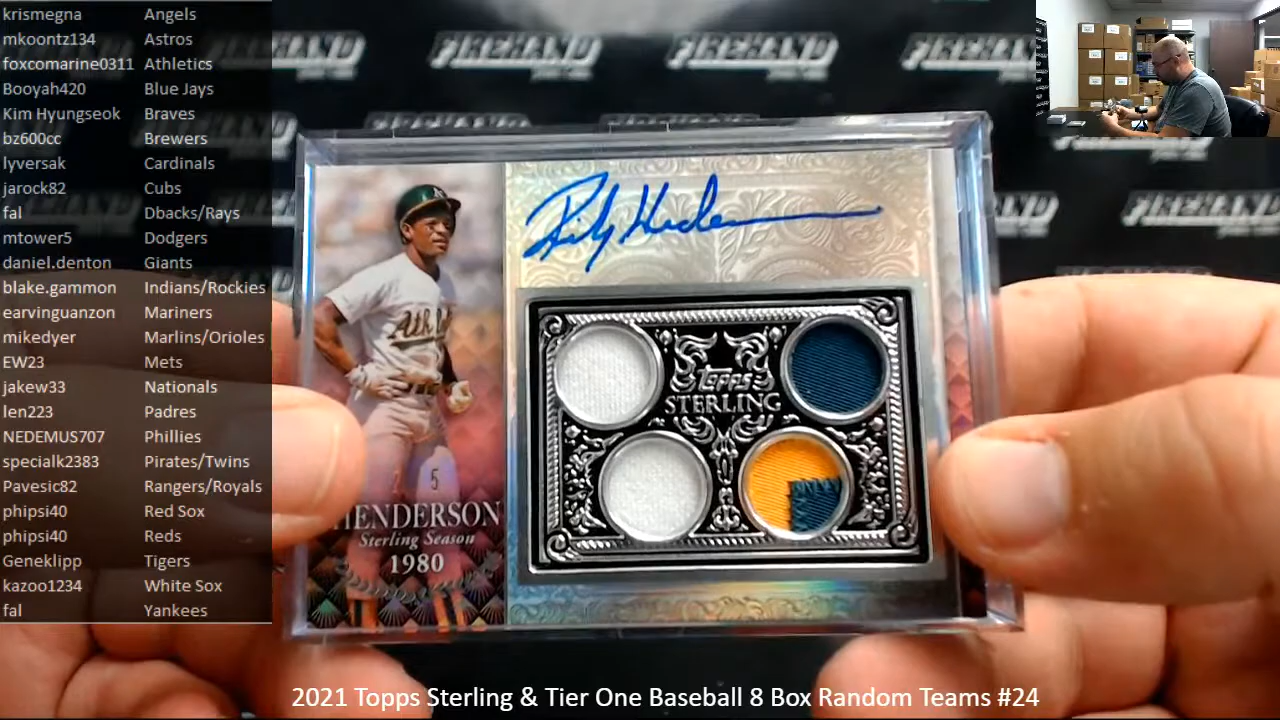 krismegna Angels
mkoontz134 Astros
foxcomarine0311 Athletics
Booyah420 Blue Jays
Kim Hyungseok Braves
bz600cc Brewers
lyversak Cardinals
jarock82 Cubs
fal Dbacks/Rays
mtower5 Dodgers
daniel.denton Giants
blake.gammon Indians/Rockies
earvinguanzon Mariners
mikedyer Marlins/Orioles
EW23 Mets
jakew33 Nationals
len223 Padres
NEDEMUS707 Phillies
specialk2383 Pirates/Twins
Pavesic82 Rangers/Royals
phipsi40 Red Sox
phipsi40 Reds
Geneklipp Tigers
kazoo1234 White Sox
fal Yankees
FIREHAND FIREHAND FIREHAND
FIREHAND
Topps
STERLING
HENDERSON
Sterling Season
1980
5
2021 Topps Sterling & Tier One Baseball 8 Box Random Teams #24